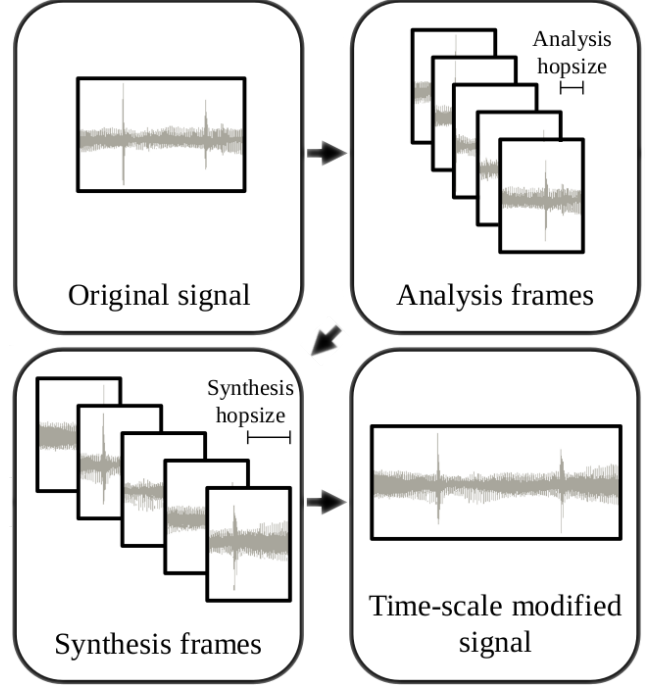 Original signal
Analysis
hopsize
Analysis frames
Synthesis
hopsize
Synthesis frames
Time-scale modified
signal